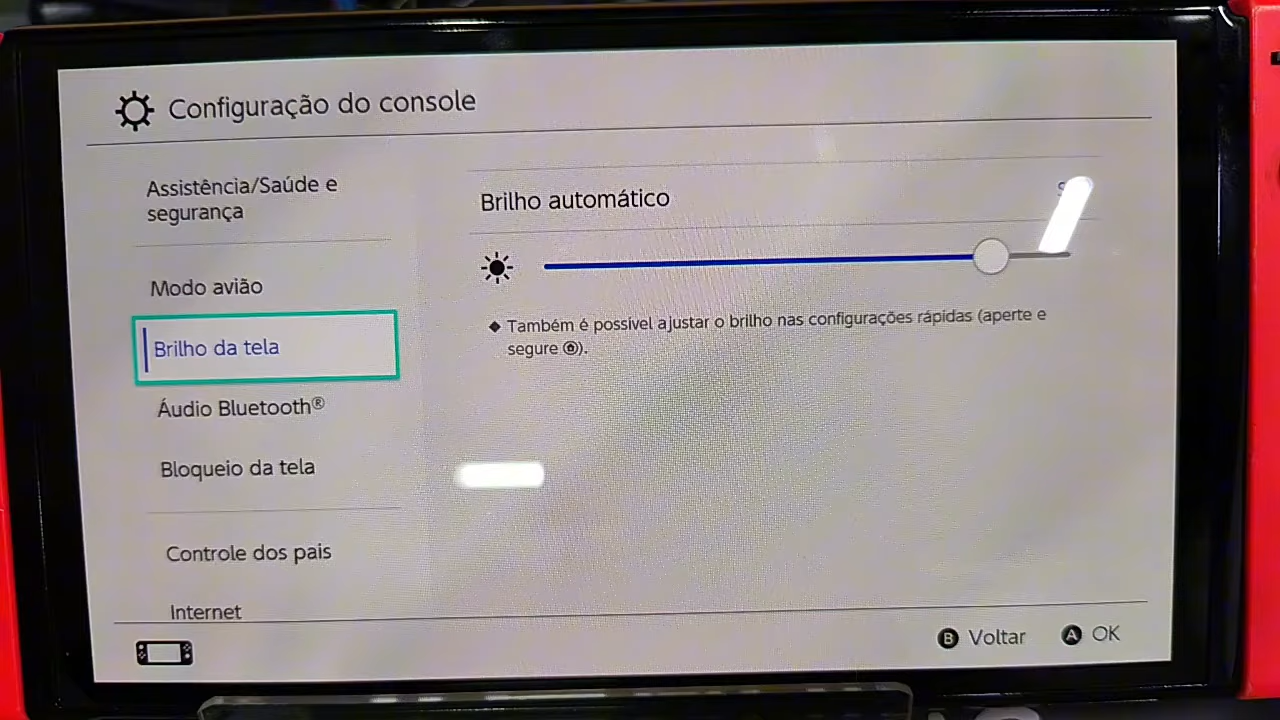 Configuração do console
Assistência/Saúde e
segurança
Modo avião
Brilho da tela
Áudio Bluetooth®
Bloqueio da tela
Controle dos pais
Internet
Brilho automático
◆ Também é possível ajustar o brilho nas configurações rápidas (aperte e
segure ).
B Voltar
A OK